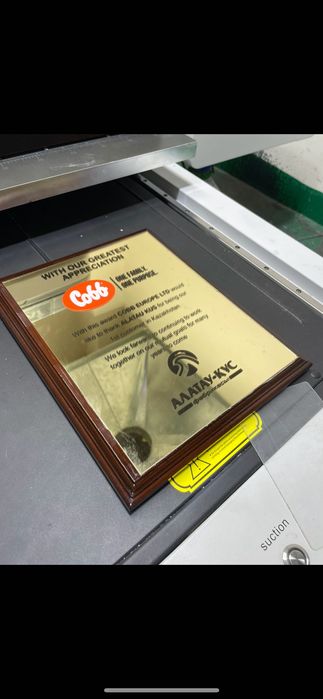 WITH OUR GREATEST
APPRECIATION
Cobb
ONE FAMILY.
ONE PURPOSE.
With this award COBB EUROPE LTD would
like to thank ALATAU KUS for being our
1st customer in Kazakhstan
We look forward to continuing to work
together on our mutual goals for many
years to come
АЛАТАУ-ҚҰС
suction